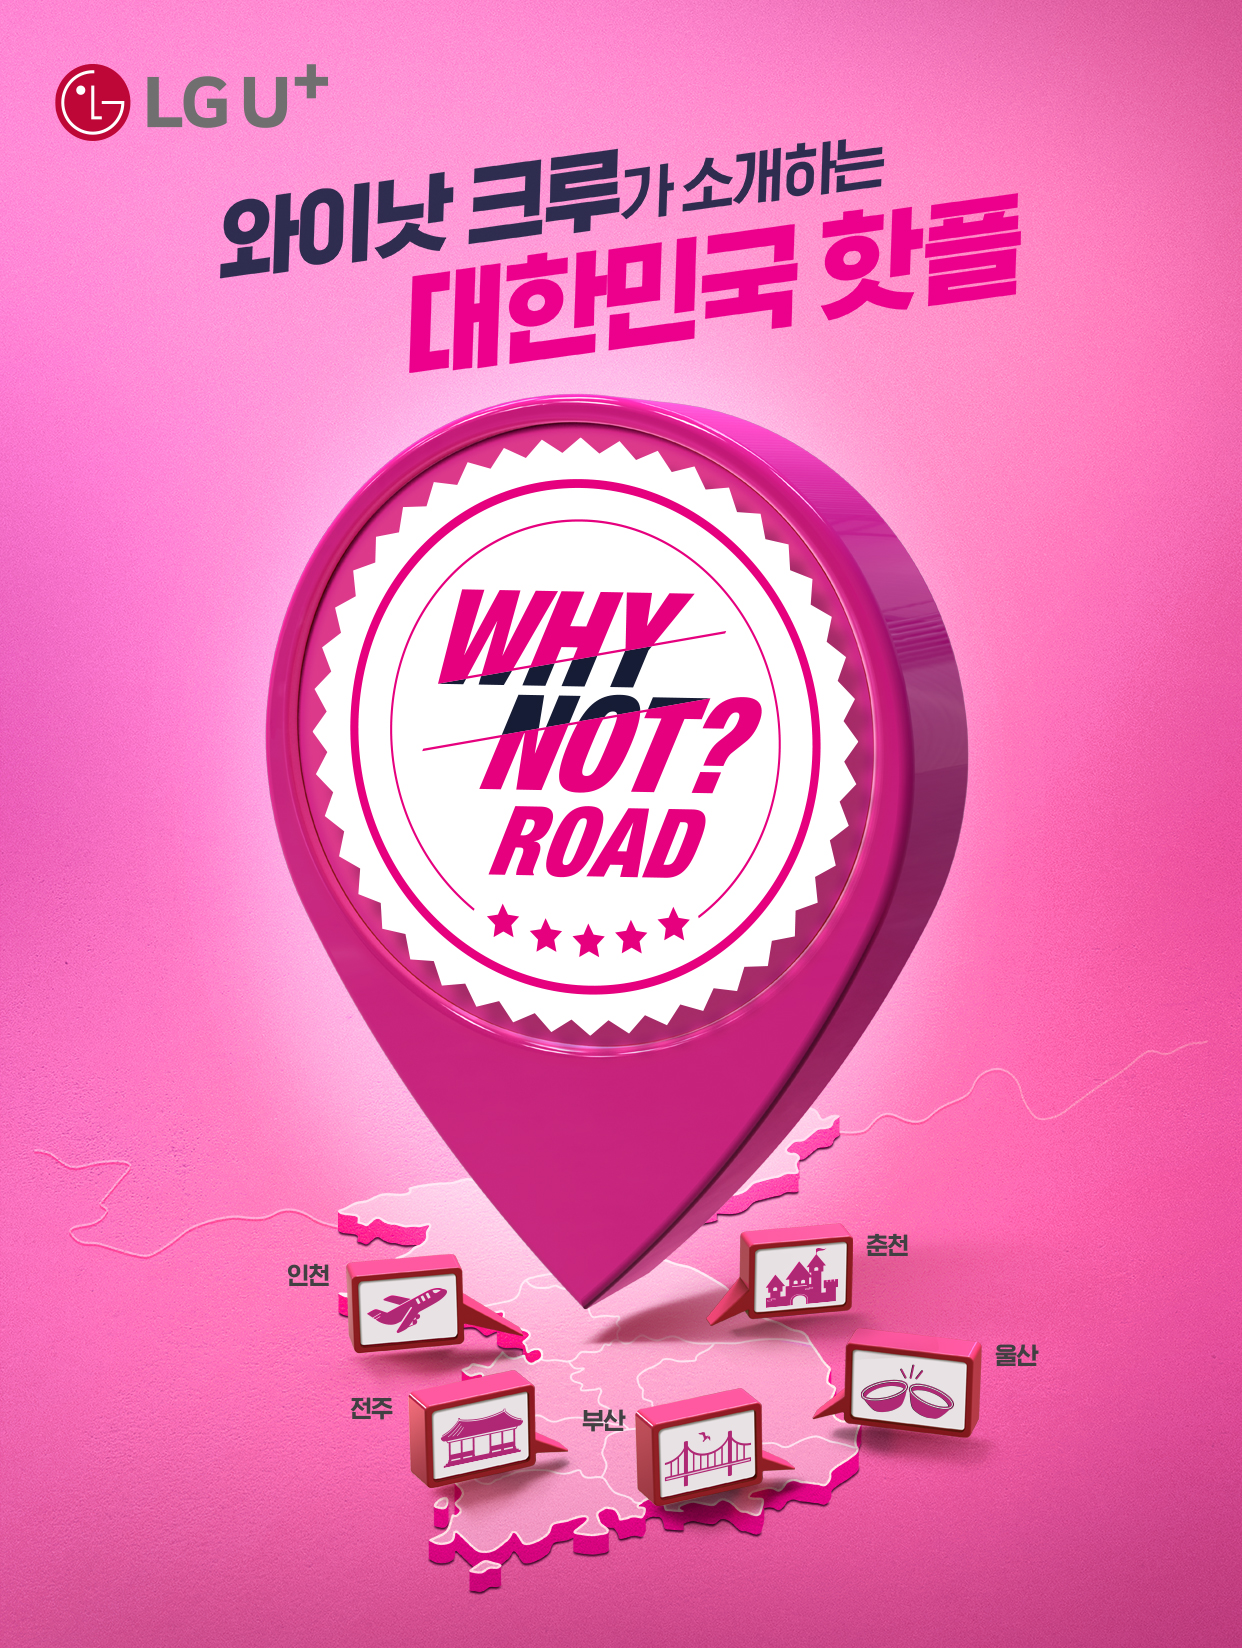 LG U+
와이낫 크루가 소개하는
대한민국 핫플
WHY
NOT?
ROAD
춘천
인천
울산
전주
부산